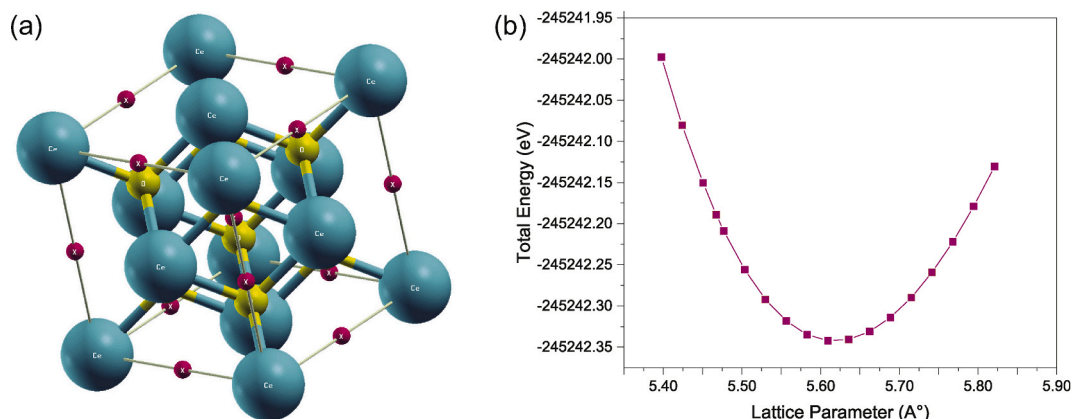 (a)
Ce
X
Ce
X
Ce
X
Ce
O
X
Ce
O
X
X
Ce
O
X
Ce
X
X
Ce
O
X
X
Ce
X
Ce
(b)
-245241.95
-245242.00
-245242.05
-245242.10
-245242.15
-245242.20
-245242.25
-245242.30
-245242.35
Total Energy (eV)
5.40 5.50 5.60 5.70 5.80 5.90
Lattice Parameter (A°)